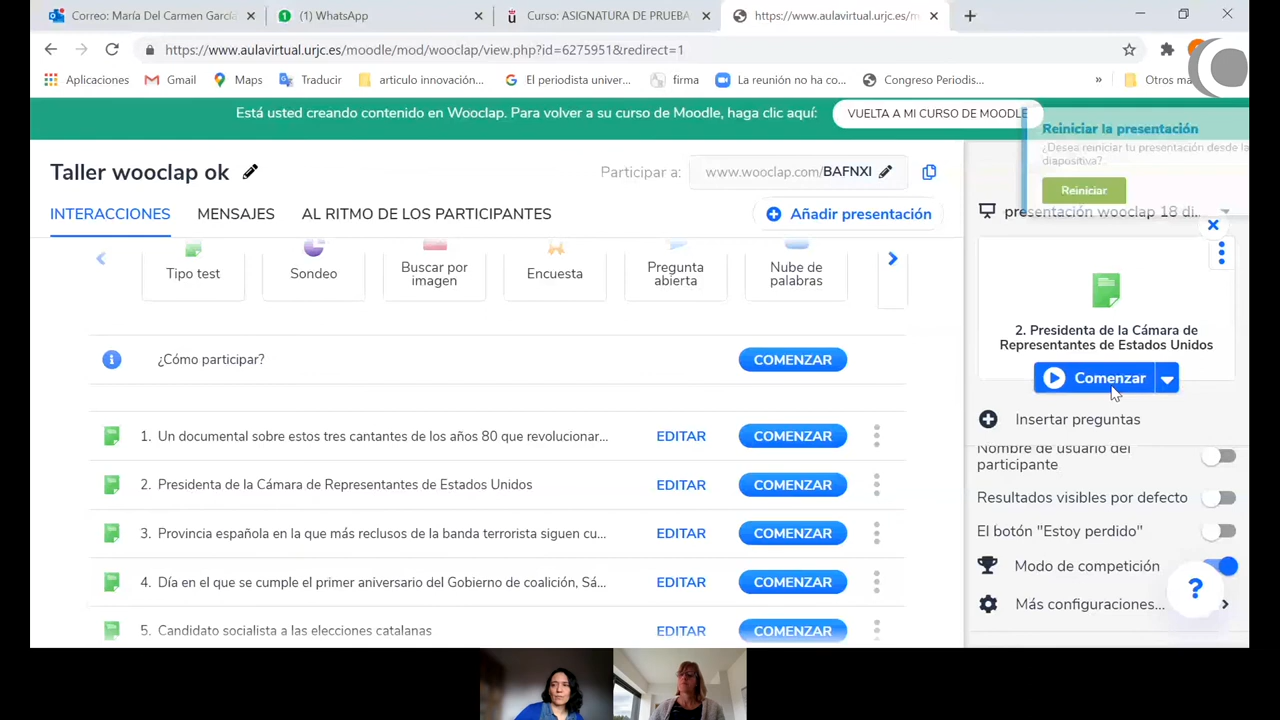 Correo: María Del Carmen García
(1) WhatsApp
Curso: ASIGNATURA DE PRUEBA
https://www.aulavirtual.urjc.es/m
https://www.aulavirtual.urjc.es/moodle/mod/wooclap/view.php?id=6275951&redirect=1
Aplicaciones
Gmail
Maps
Traducir
articulo innovación...
El periodista univer...
firma
La reunión no ha co...
Congreso Periodis...
»
Otros ma
Está usted creando contenido en Wooclap. Para volver a su curso de Moodle, haga clic aquí:
VUELTA A MI CURSO DE MOODLE
Reiniciar la presentación
¿Desea reiniciar tu presentación desde la
diapositiva?
Reiniciar
Taller wooclap ok
Participar a:
www.wooclap.com/BAFNXI
INTERACCIONES
MENSAJES
AL RITMO DE LOS PARTICIPANTES
Añadir presentación
presentación wooclap 18 di...
Tipo test
Sondeo
Buscar por
imagen
Encuesta
Pregunta
abierta
Nube de
palabras
2. Presidenta de la Cámara de
Representantes de Estados Unidos
Comenzar
¿Cómo participar?
COMENZAR
Insertar preguntas
1. Un documental sobre estos tres cantantes de los años 80 que revolucionar...
EDITAR
COMENZAR
Nombre de usuario del
participante
2. Presidenta de la Cámara de Representantes de Estados Unidos
EDITAR
COMENZAR
Resultados visibles por defecto
3. Provincia española en la que más reclusos de la banda terrorista siguen cu...
EDITAR
COMENZAR
El botón "Estoy perdido"
Modo de competición
4. Día en el que se cumple el primer aniversario del Gobierno de coalición, Sá...
EDITAR
COMENZAR
?
Más configuraciones...
5. Candidato socialista a las elecciones catalanas
EDITAR
COMENZAR